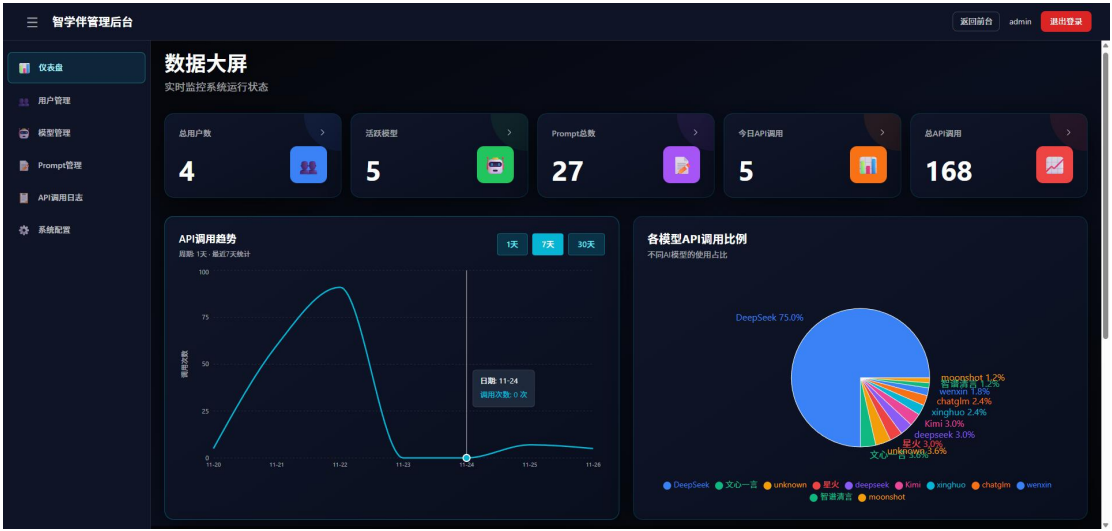 ☰ 智学伴管理后台
返回前台 admin 退出登录
仪表盘
用户管理
模型管理
Prompt管理
API调用日志
系统配置
数据大屏
实时监控系统运行状态
总用户数
4
活跃模型
5
Prompt总数
27
今日API调用
5
总API调用
168
API调用趋势
周期: 1天 · 最近7天统计
1天 7天 30天
100
75
50
25
0
调用次数
11-20 11-21 11-22 11-23 11-24 11-25 11-26
日期: 11-24
调用次数: 0 次
各模型API调用比例
不同AI模型的使用占比
DeepSeek 75.0%
moonshot 1.2%
智谱清言 1.2%
wenxin 1.8%
chatglm 2.4%
xinghuo 2.4%
Kimi 3.0%
deepseek 3.0%
星火 3.0%
unknown 3.6%
文心一言 3.6%
DeepSeek 文心一言 unknown 星火 deepseek Kimi xinghuo chatglm wenxin
智谱清言 moonshot